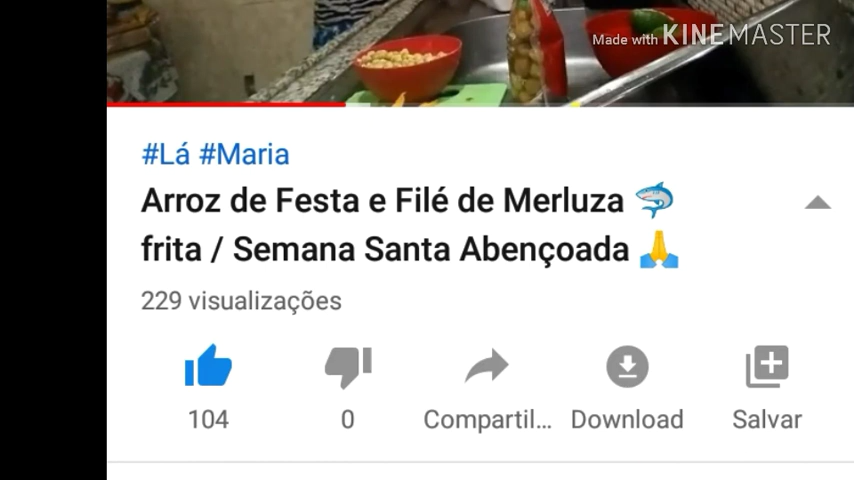 Made with KINEMASTER
#Lá #Maria
Arroz de Festa e Filé de Merluza 🦈
frita / Semana Santa Abençoada 🙏
229 visualizações
104
0
Compartil...
Download
Salvar